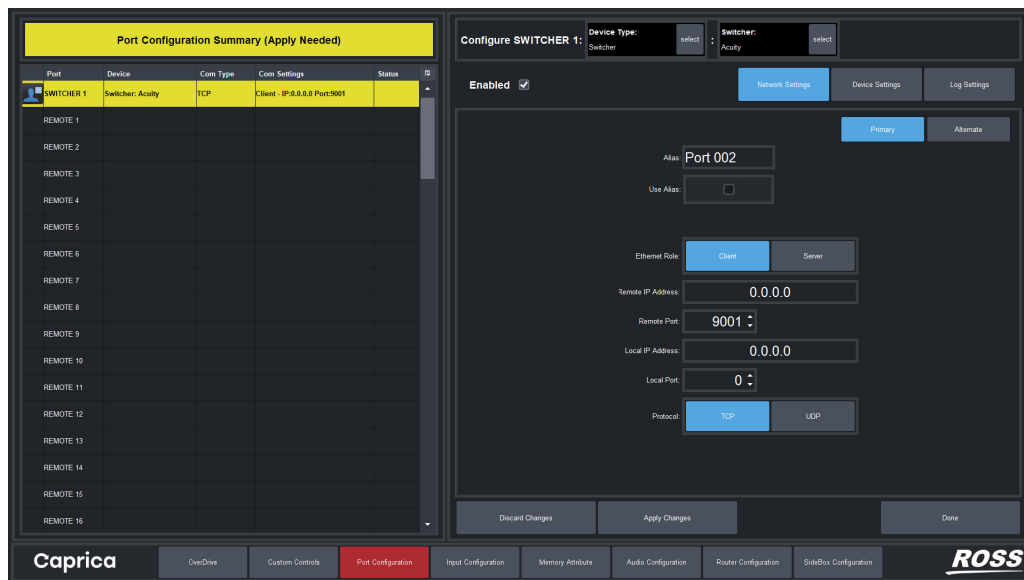 Port Configuration Summary (Apply Needed)
Port Device Com Type Com Settings Status
SWITCHER 1 Switcher: Acuity TCP Client - IP:0.0.0.0 Port:9001
REMOTE 1
REMOTE 2
REMOTE 3
REMOTE 4
REMOTE 5
REMOTE 6
REMOTE 7
REMOTE 8
REMOTE 9
REMOTE 10
REMOTE 11
REMOTE 12
REMOTE 13
REMOTE 14
REMOTE 15
REMOTE 16
Configure SWITCHER 1:
Device Type:
Switcher
select
:
Switcher:
Acuity
select
Enabled
Network Settings Device Settings Log Settings
Primary Alternate
Alias: Port 002
Use Alias:
Ethernet Role: Client Server
Remote IP Address: 0.0.0.0
Remote Port: 9001
Local IP Address: 0.0.0.0
Local Port: 0
Protocol: TCP UDP
Discard Changes Apply Changes Done
Caprica OverDrive Custom Controls Port Configuration Input Configuration Memory Attribute Audio Configuration Router Configuration SideBox Configuration ROSS